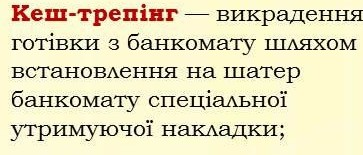 Кеш-трепінг — викрадення
готівки з банкомату шляхом
встановлення на шатер
банкомату спеціальної
утримуючої накладки;